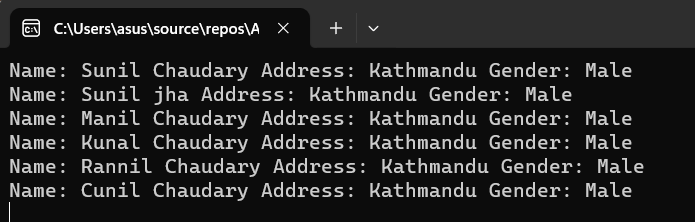 C:\Users\asus\source\repos\A
Name: Sunil Chaudary Address: Kathmandu Gender: Male
Name: Sunil jha Address: Kathmandu Gender: Male
Name: Manil Chaudary Address: Kathmandu Gender: Male
Name: Kunal Chaudary Address: Kathmandu Gender: Male
Name: Rannil Chaudary Address: Kathmandu Gender: Male
Name: Cunil Chaudary Address: Kathmandu Gender: Male